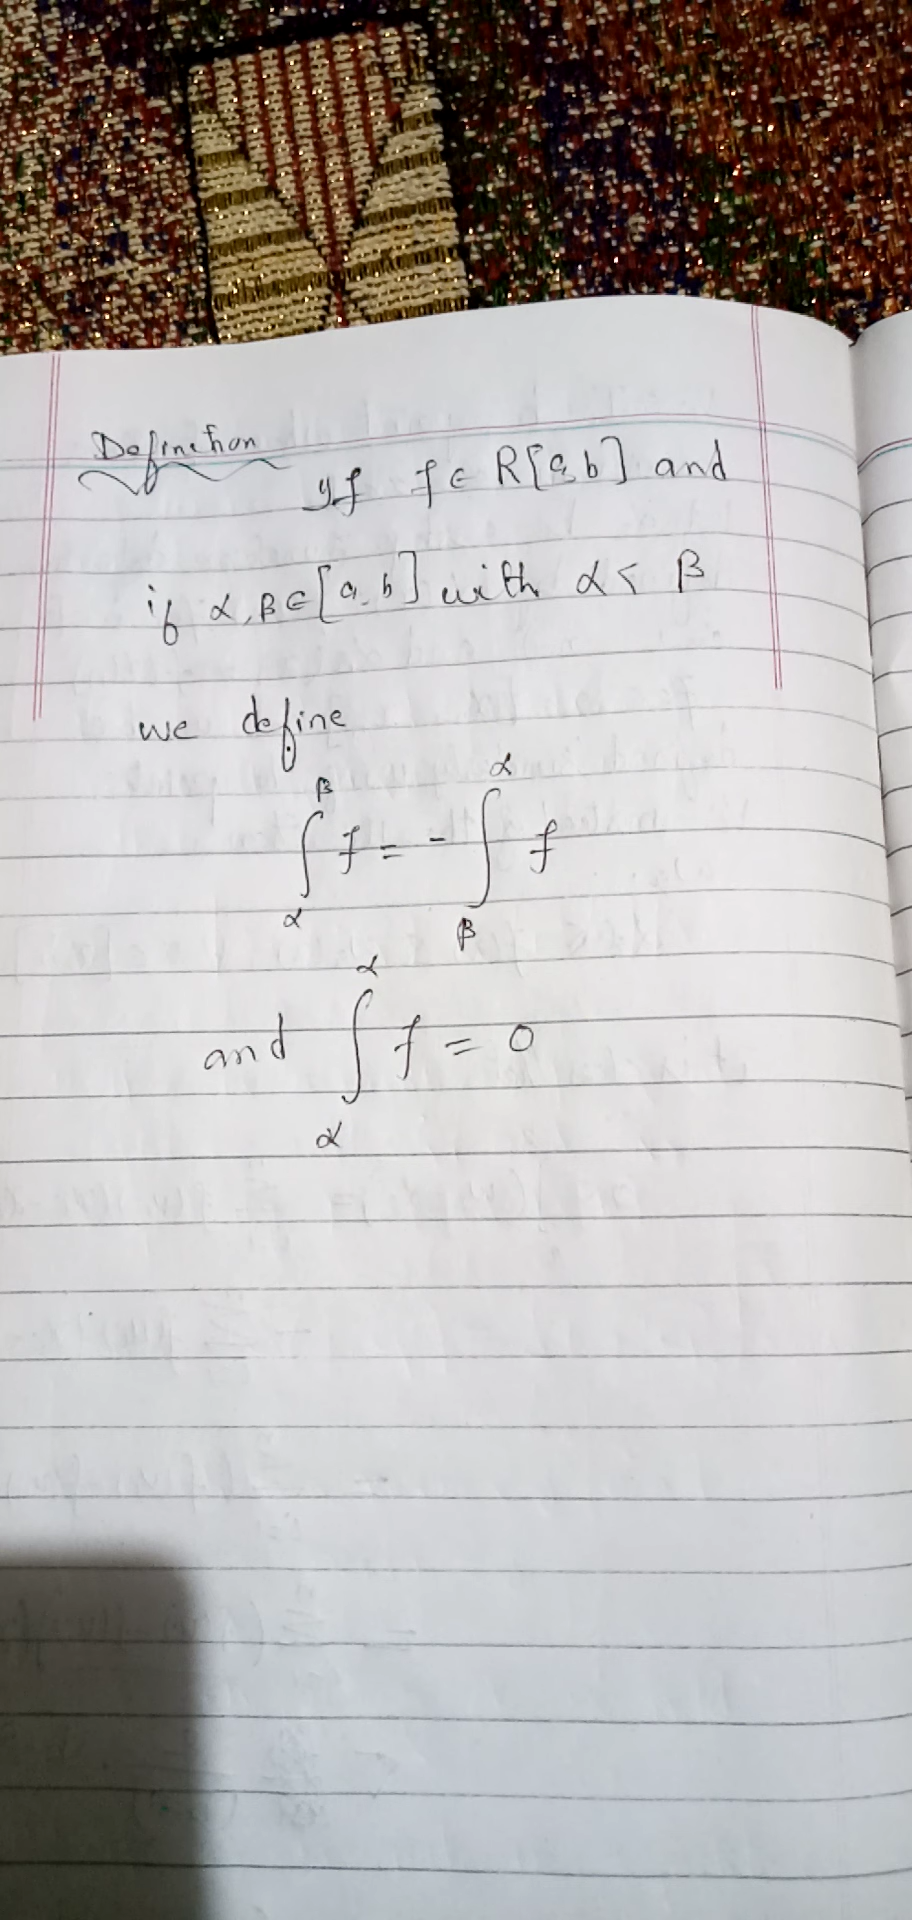 Definition
If f ∈ R[a,b] and
if α, β ∈ [a, b] with α < β
we define
∫_α^β f = - ∫_β^α f
and ∫_α^α f = 0